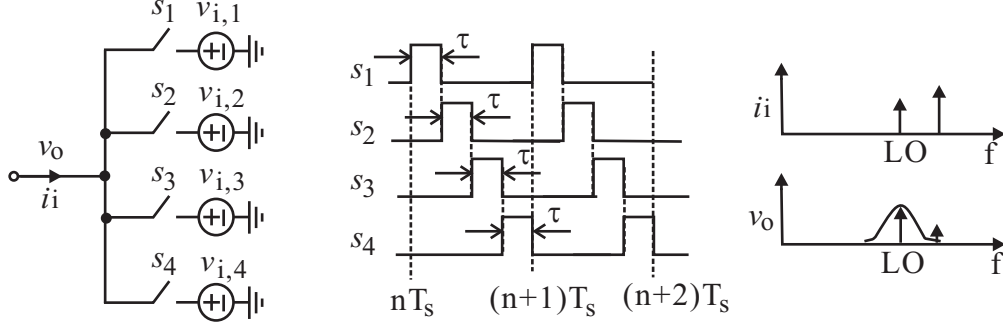 s1 vi,1
s2 vi,2
s3 vi,3
s4 vi,4
vo
ii
s1 τ
s2 τ
s3 τ
s4 τ
nTs (n+1)Ts (n+2)Ts
ii
LO f
vo
LO f